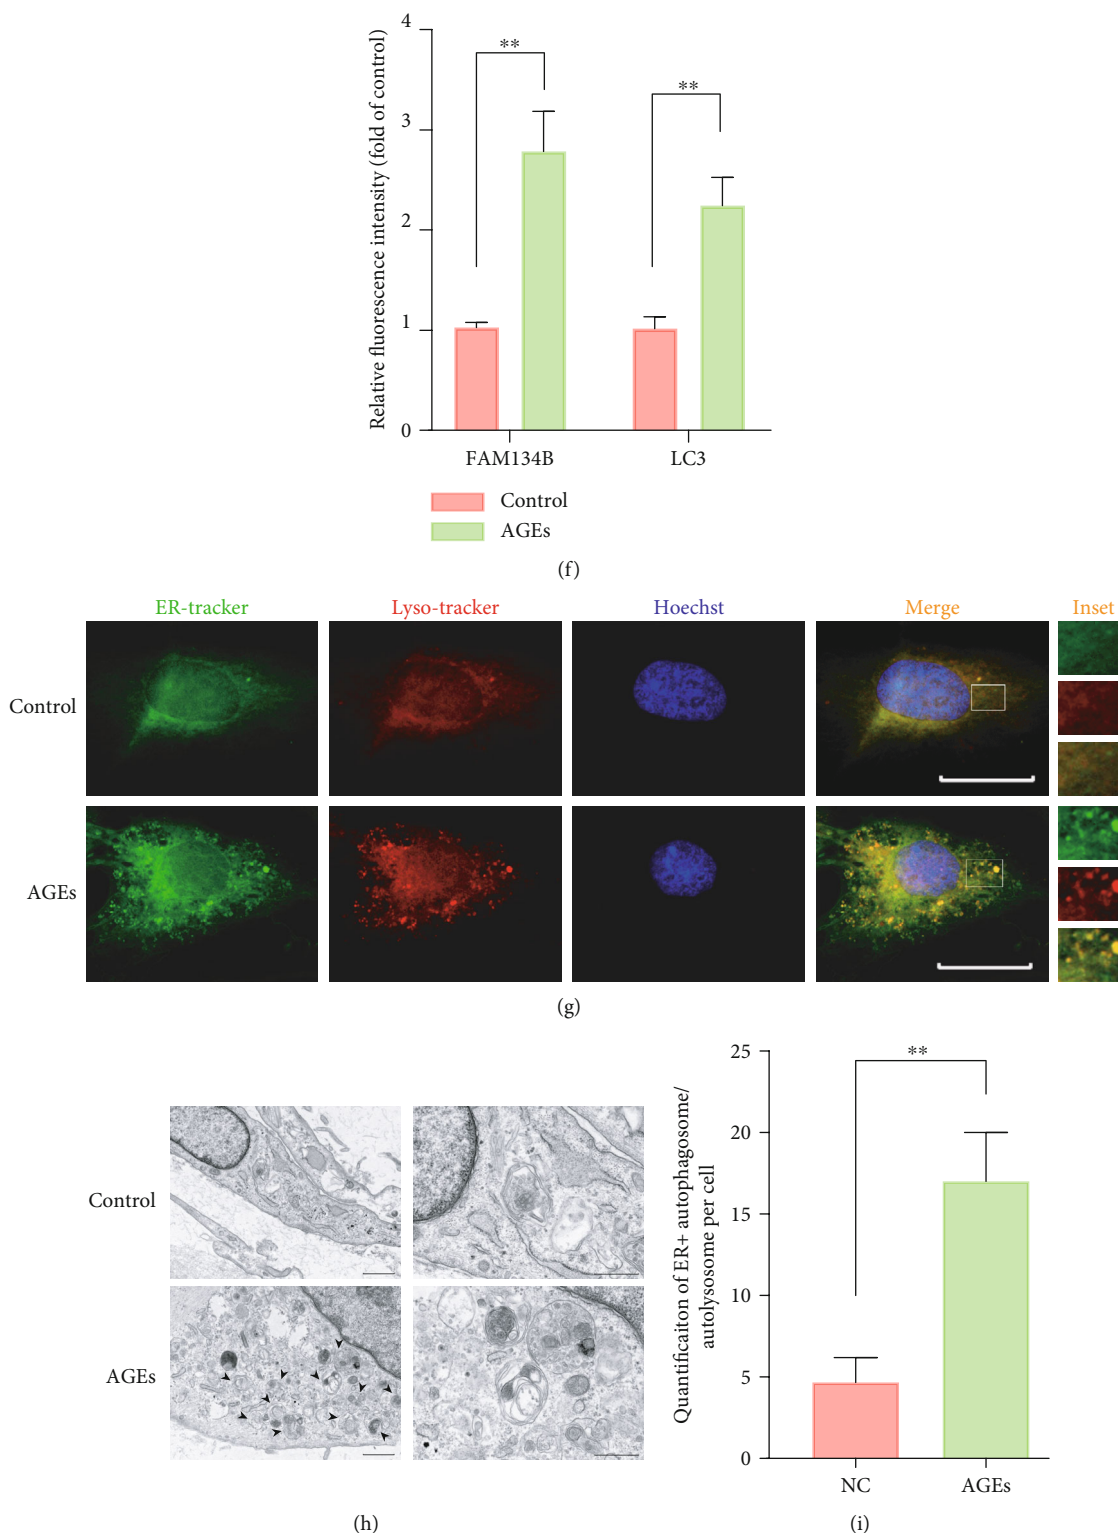 4
3
2
1
0
Relative fluorescence intensity (fold of control)
**
**
FAM134B
LC3
Control
AGEs
(f)
ER-tracker
Lyso-tracker
Hoechst
Merge
Inset
Control
AGEs
(g)
Control
AGEs
(h)
25
20
15
10
5
0
Quantificaiton of ER+ autophagosome/
autolysosome per cell
**
NC
AGEs
(i)